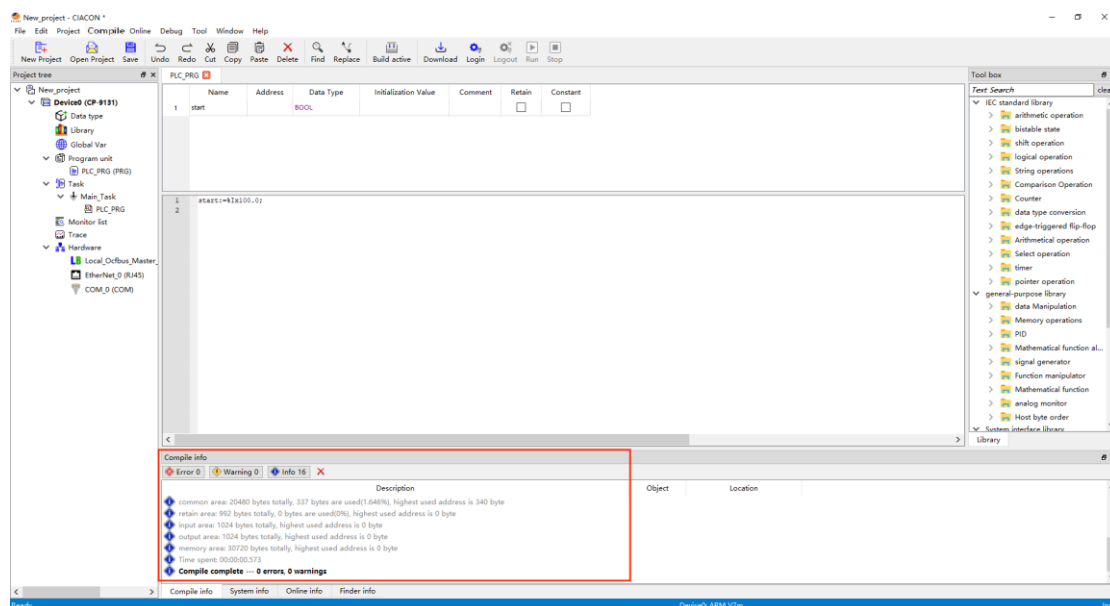 New_project - CIACON *
File Edit Project Compile Online Debug Tool Window Help
New Project Open Project Save Undo Redo Cut Copy Paste Delete Find Replace Build active Download Login Logout Run Stop
Project tree
New_project
Device0 (CP-9131)
Data type
Library
Global Var
Program unit
PLC_PRG (PRG)
Task
Main_Task
PLC_PRG
Monitor list
Trace
Hardware
LB Local_Ocfbus_Master_
EtherNet_0 (RJ45)
COM_0 (COM)
PLC_PRG
Name Address Data Type Initialization Value Comment Retain Constant
1 start BOOL
1 start:=%Ix100.0;
2
Compile info
Error 0 Warning 0 Info 16
Description Object Location
common area: 20480 bytes totally, 337 bytes are used(1.646%), highest used address is 340 byte
retain area: 992 bytes totally, 0 bytes are used(0%), highest used address is 0 byte
input area: 1024 bytes totally, highest used address is 0 byte
output area: 1024 bytes totally, highest used address is 0 byte
memory area: 30720 bytes totally, highest used address is 0 byte
Time spent: 00:00:00.573
Compile complete --- 0 errors, 0 warnings
Compile info System info Online info Finder info
Tool box
Text Search clea
IEC standard library
arithmetic operation
bistable state
shift operation
logical operation
String operations
Comparison Operation
Counter
data type conversion
edge-triggered flip-flop
Arithmetical operation
Select operation
timer
pointer operation
general-purpose library
data Manipulation
Memory operations
PID
Mathematical function al...
signal generator
Function manipulator
Mathematical function
analog monitor
Host byte order
System interface library
Library
Ready
Device0: ARM V7m